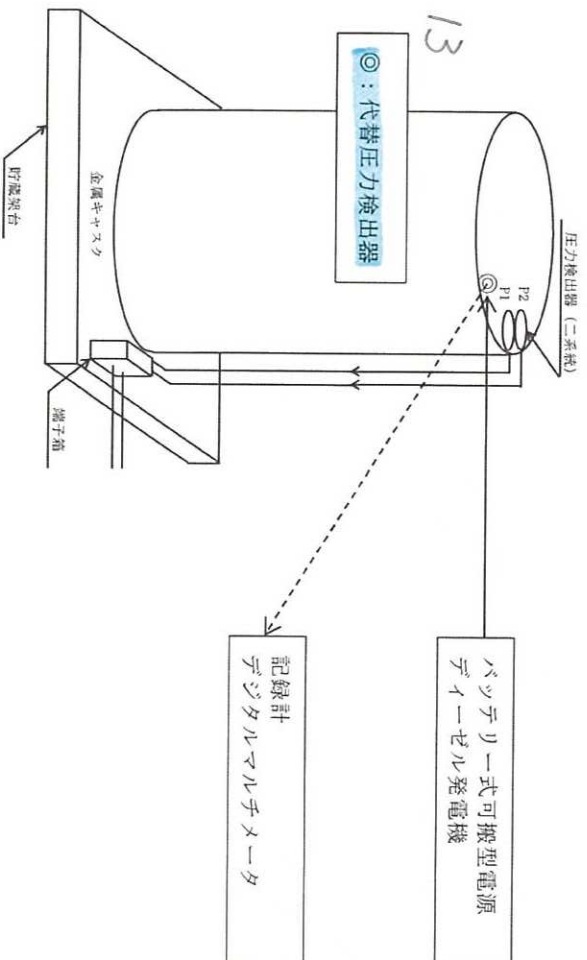 13
◎：代替圧力検出器
圧力検出器（二系統）
P2
P1
金属キャスク
貯蔵架台
端子箱
バッテリー式可搬型電源
ディーゼル発電機
記録計
デジタルマルチメータ